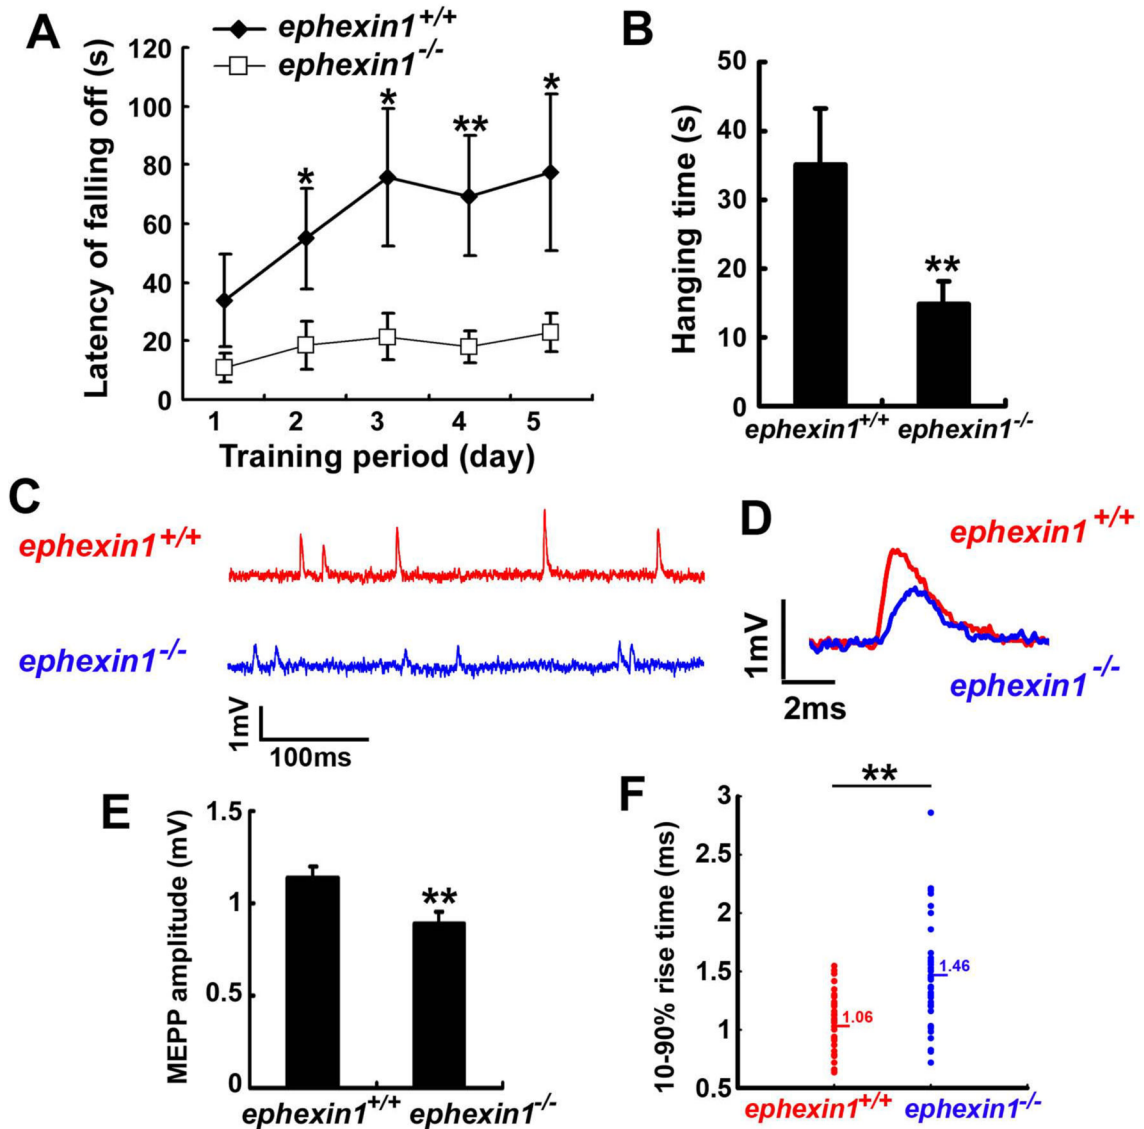 A
ephexin1+/+
ephexin1-/-
Latency of falling off (s)
120
100
80
60
40
20
0
*
*
**
*
1 2 3 4 5
Training period (day)
B
Hanging time (s)
50
40
30
20
10
0
**
ephexin1+/+ ephexin1-/-
C
ephexin1+/+
ephexin1-/-
1mV
100ms
D
ephexin1+/+
ephexin1-/-
1mV
2ms
E
MEPP amplitude (mV)
1.5
1
0.5
0
**
ephexin1+/+ ephexin1-/-
F
10-90% rise time (ms)
3
2.5
2
1.5
1
0.5
**
1.46
1.06
ephexin1+/+ ephexin1-/-